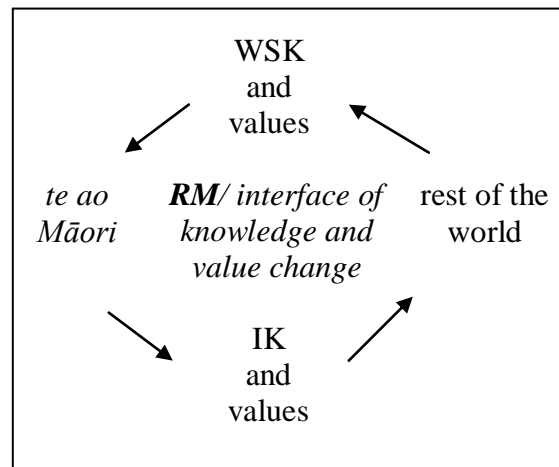 WSK
and
values
te ao
Māori
RM/ interface of
knowledge and
value change
rest of the
world
IK
and
values